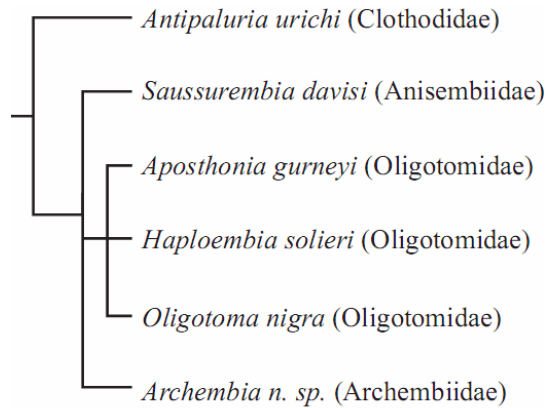 Antipaluria urichi (Clothodidae)
Saussurembia davisi (Anisembiidae)
Aposthonia gurneyi (Oligotomidae)
Haploembia solieri (Oligotomidae)
Oligotoma nigra (Oligotomidae)
Archembia n. sp. (Archembiidae)